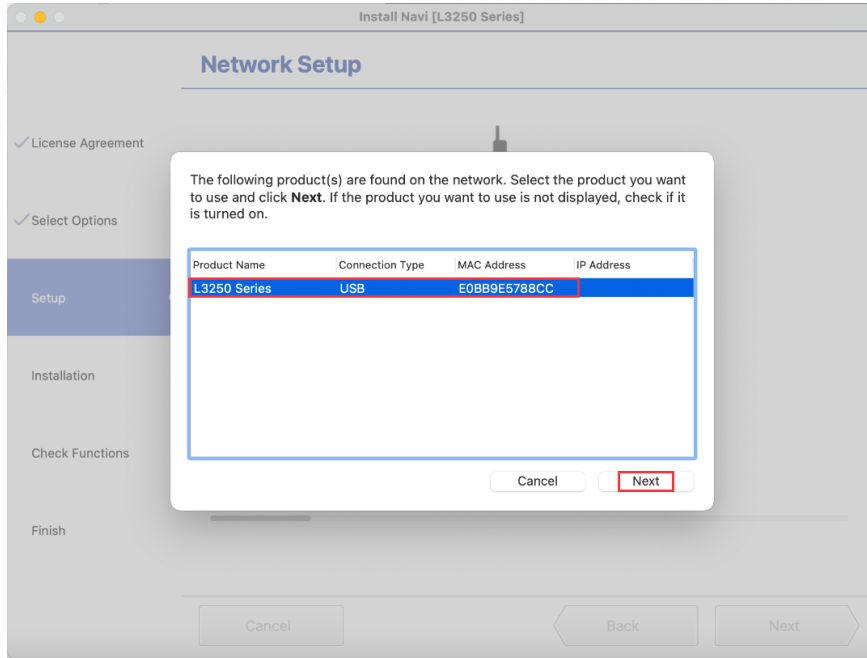 Install Navi [L3250 Series]
Network Setup
License Agreement
Select Options
Setup
Installation
Check Functions
Finish
The following product(s) are found on the network. Select the product you want
to use and click Next. If the product you want to use is not displayed, check if it
is turned on.
Product Name Connection Type MAC Address IP Address
L3250 Series USB E0BB9E5788CC
Cancel Next
Cancel Back Next